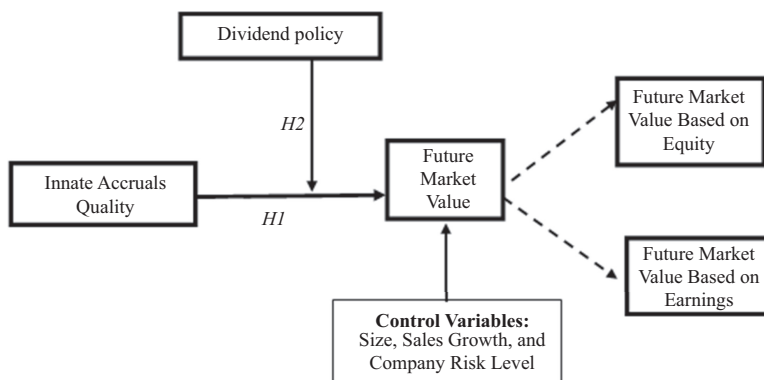 Dividend policy
H2
Innate Accruals
Quality
H1
Future
Market
Value
Future Market
Value Based on
Equity
Future Market
Value Based on
Earnings
Control Variables:
Size, Sales Growth, and
Company Risk Level